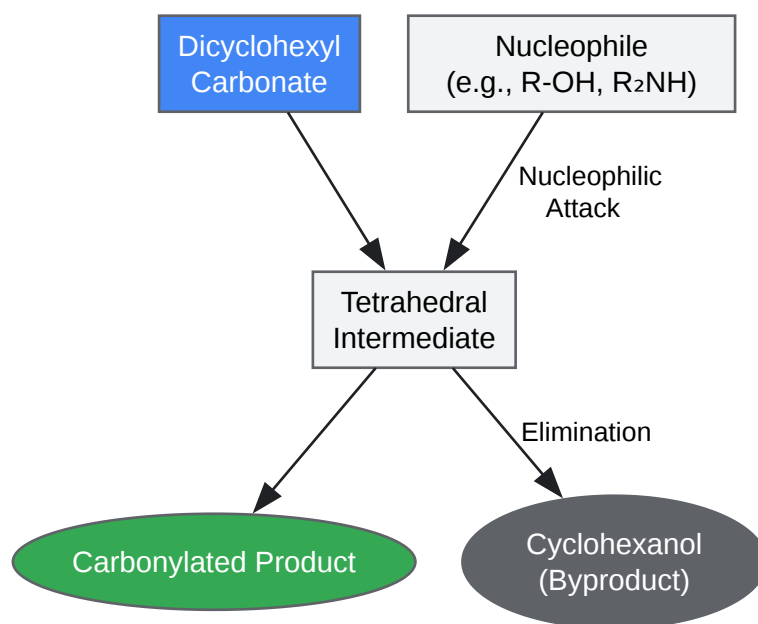 Dicyclohexyl
Carbonate
Nucleophile
(e.g., R-OH, R₂NH)
Nucleophilic
Attack
Tetrahedral
Intermediate
Elimination
Carbonylated Product
Cyclohexanol
(Byproduct)